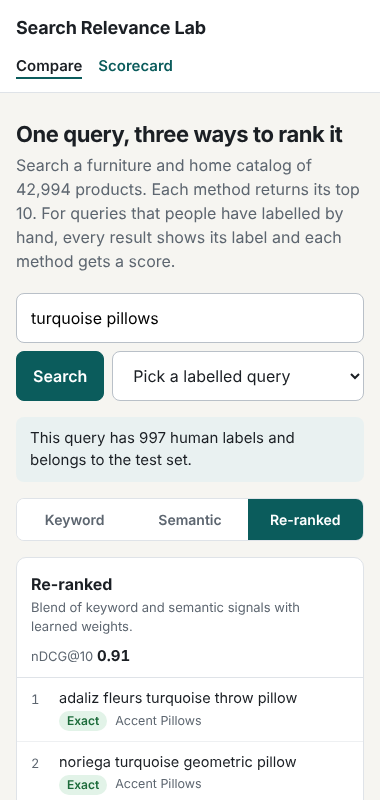 Search Relevance Lab
Compare Scorecard
One query, three ways to rank it
Search a furniture and home catalog of
42,994 products. Each method returns its top
10. For queries that people have labelled by
hand, every result shows its label and each
method gets a score.
turquoise pillows
Search Pick a labelled query
This query has 997 human labels and
belongs to the test set.
Keyword Semantic Re-ranked
Re-ranked
Blend of keyword and semantic signals with
learned weights.
nDCG@10 0.91
1 adaliz fleurs turquoise throw pillow
Exact Accent Pillows
2 noriega turquoise geometric pillow
Exact Accent Pillows